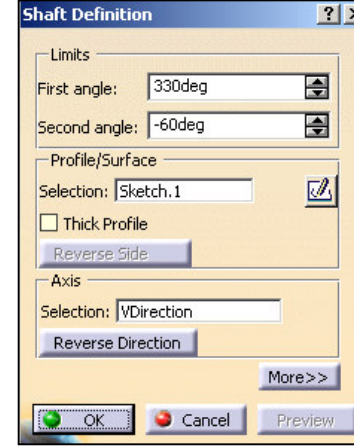 Shaft Definition ? X
Limits
First angle: 330deg
Second angle: -60deg
Profile/Surface
Selection: Sketch.1
Thick Profile
Reverse Side
Axis
Selection: VDirection
Reverse Direction
More>>
OK Cancel Preview